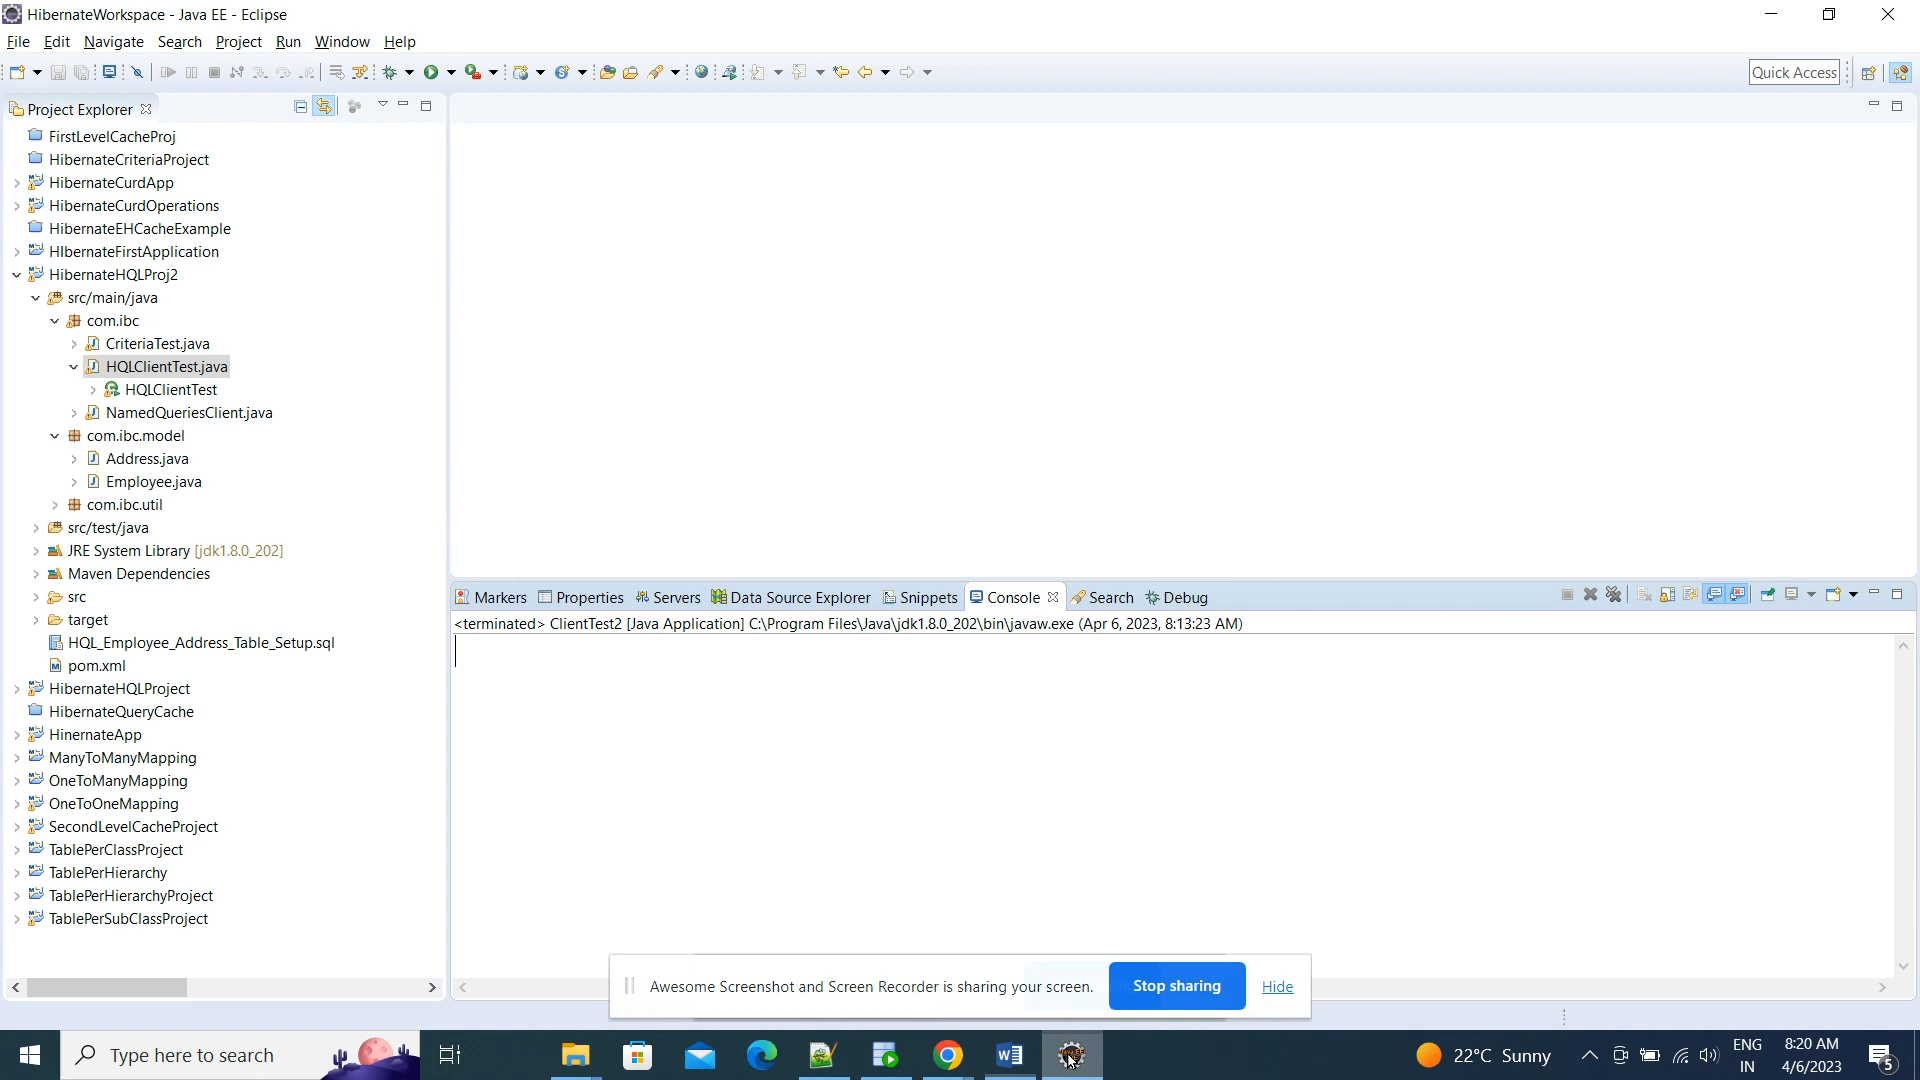 HibernateWorkspace - Java EE - Eclipse
File Edit Navigate Search Project Run Window Help
Quick Access
Project Explorer
FirstLevelCacheProj
HibernateCriteriaProject
HibernateCurdApp
HibernateCurdOperations
HibernateEHCacheExample
HIbernateFirstApplication
HibernateHQLProj2
src/main/java
com.ibc
CriteriaTest.java
HQLClientTest.java
HQLClientTest
NamedQueriesClient.java
com.ibc.model
Address.java
Employee.java
com.ibc.util
src/test/java
JRE System Library [jdk1.8.0_202]
Maven Dependencies
src
target
HQL_Employee_Address_Table_Setup.sql
pom.xml
HibernateHQLProject
HibernateQueryCache
HinernateApp
ManyToManyMapping
OneToManyMapping
OneToOneMapping
SecondLevelCacheProject
TablePerClassProject
TablePerHierarchy
TablePerHierarchyProject
TablePerSubClassProject
Markers Properties Servers Data Source Explorer Snippets Console Search Debug
<terminated> ClientTest2 [Java Application] C:\Program Files\Java\jdk1.8.0_202\bin\javaw.exe (Apr 6, 2023, 8:13:23 AM)
Awesome Screenshot and Screen Recorder is sharing your screen. Stop sharing Hide
Type here to search
22°C Sunny
ENG
IN
8:20 AM
4/6/2023
5